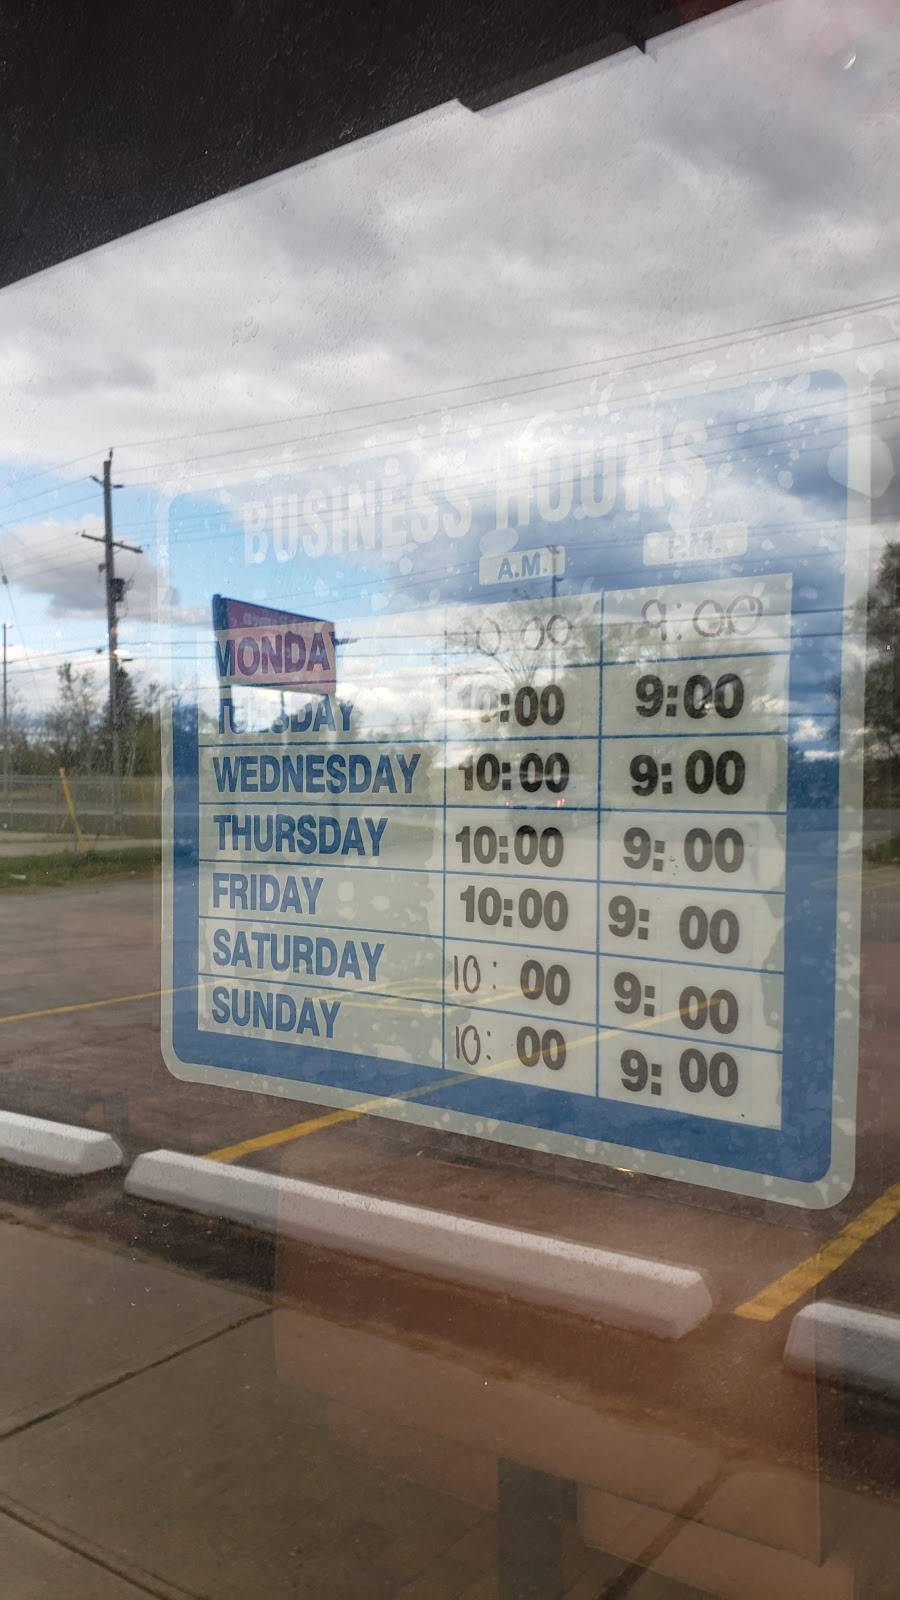 BUSINESS HOURS
A.M. P.M.
MONDAY 10:00 9:00
TUESDAY 10:00 9:00
WEDNESDAY 10:00 9:00
THURSDAY 10:00 9:00
FRIDAY 10:00 9:00
SATURDAY 10:00 9:00
SUNDAY 10:00 9:00